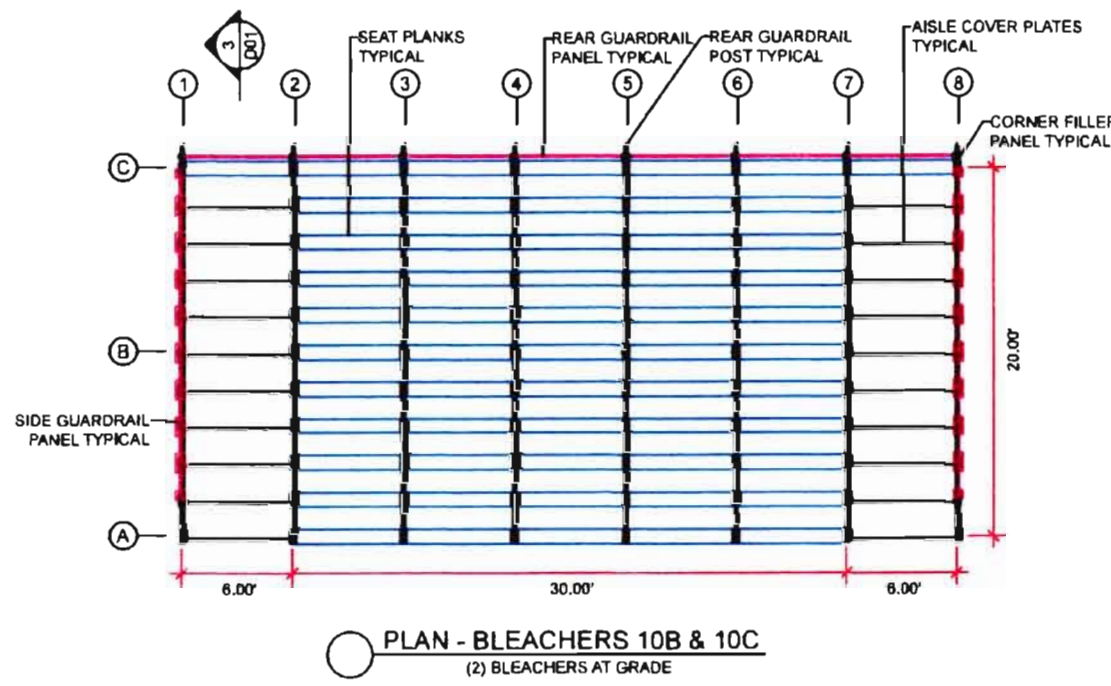 3
D01
SEAT PLANKS
TYPICAL
REAR GUARDRAIL
PANEL TYPICAL
REAR GUARDRAIL
POST TYPICAL
AISLE COVER PLATES
TYPICAL
1
2
3
4
5
6
7
8
CORNER FILLER
PANEL TYPICAL
C
B
20.00'
SIDE GUARDRAIL
PANEL TYPICAL
A
6.00'
30.00'
6.00'
PLAN - BLEACHERS 10B & 10C
(2) BLEACHERS AT GRADE